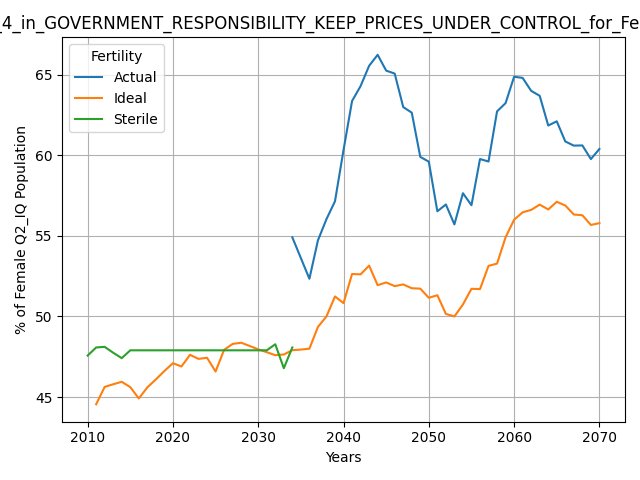 _4_in_GOVERNMENT_RESPONSIBILITY_KEEP_PRICES_UNDER_CONTROL_for_Fe
Fertility
Actual
Ideal
Sterile
% of Female Q2_IQ Population
65
60
55
50
45
2010 2020 2030 2040 2050 2060 2070
Years